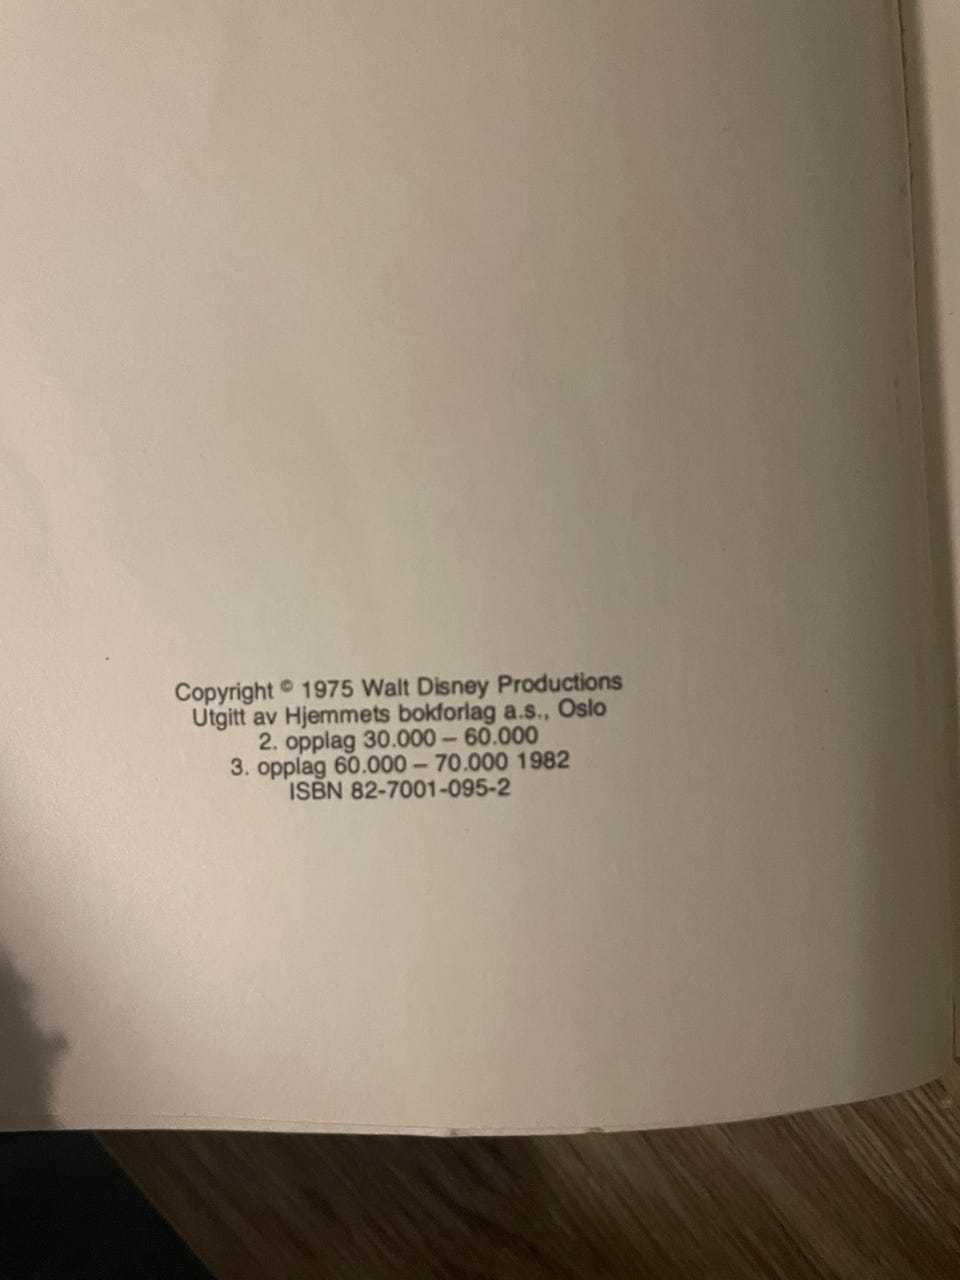 Copyright © 1975 Walt Disney Productions
Utgitt av Hjemmets bokforlag a.s., Oslo
2. opplag 30.000 – 60.000
3. opplag 60.000 – 70.000 1982
ISBN 82-7001-095-2